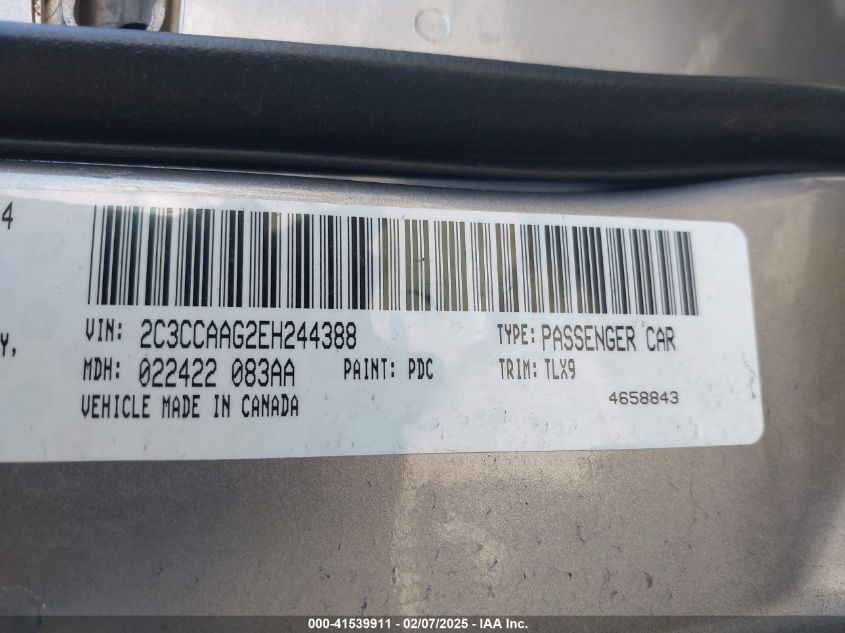 4
VIN: 2C3CCAAG2EH244388 TYPE: PASSENGER CAR
Y,
MDH: 022422 083AA PAINT: PDC TRIM: TLX9
VEHICLE MADE IN CANADA 4658843
000-41539911 - 02/07/2025 - IAA Inc.